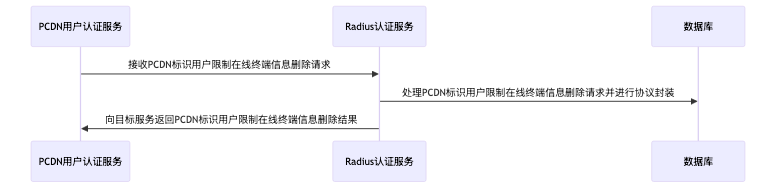 PCDN用户认证服务
Radius认证服务
数据库
接收PCDN标识用户限制在线终端信息删除请求
处理PCDN标识用户限制在线终端信息删除请求并进行协议封装
向目标服务返回PCDN标识用户限制在线终端信息删除结果
PCDN用户认证服务
Radius认证服务
数据库